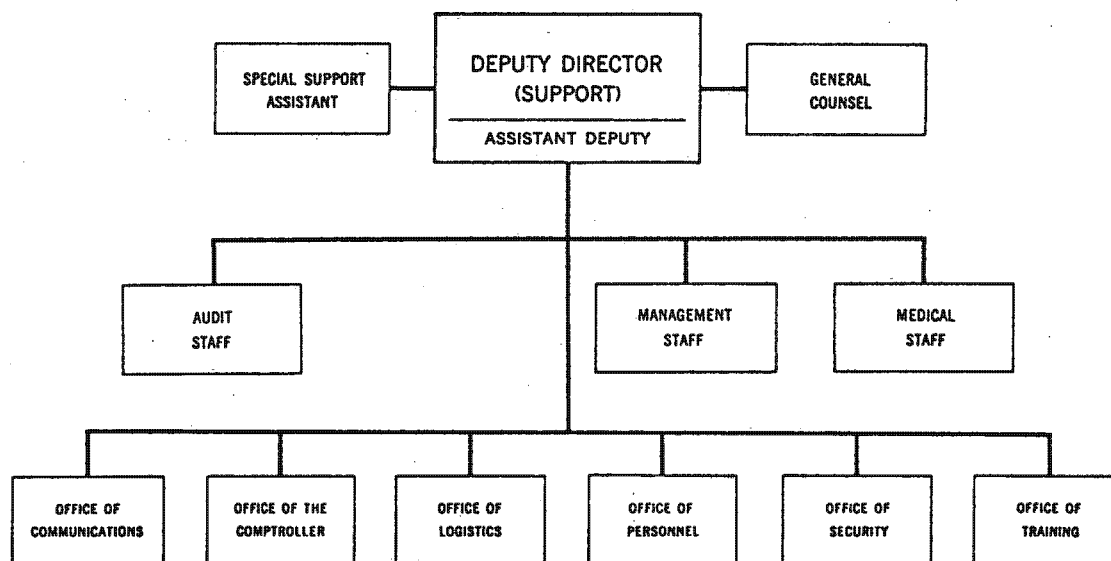 SPECIAL SUPPORT
ASSISTANT
DEPUTY DIRECTOR
(SUPPORT)
ASSISTANT DEPUTY
GENERAL
COUNSEL
AUDIT
STAFF
MANAGEMENT
STAFF
MEDICAL
STAFF
OFFICE OF
COMMUNICATIONS
OFFICE OF THE
COMPTROLLER
OFFICE OF
LOGISTICS
OFFICE OF
PERSONNEL
OFFICE OF
SECURITY
OFFICE OF
TRAINING